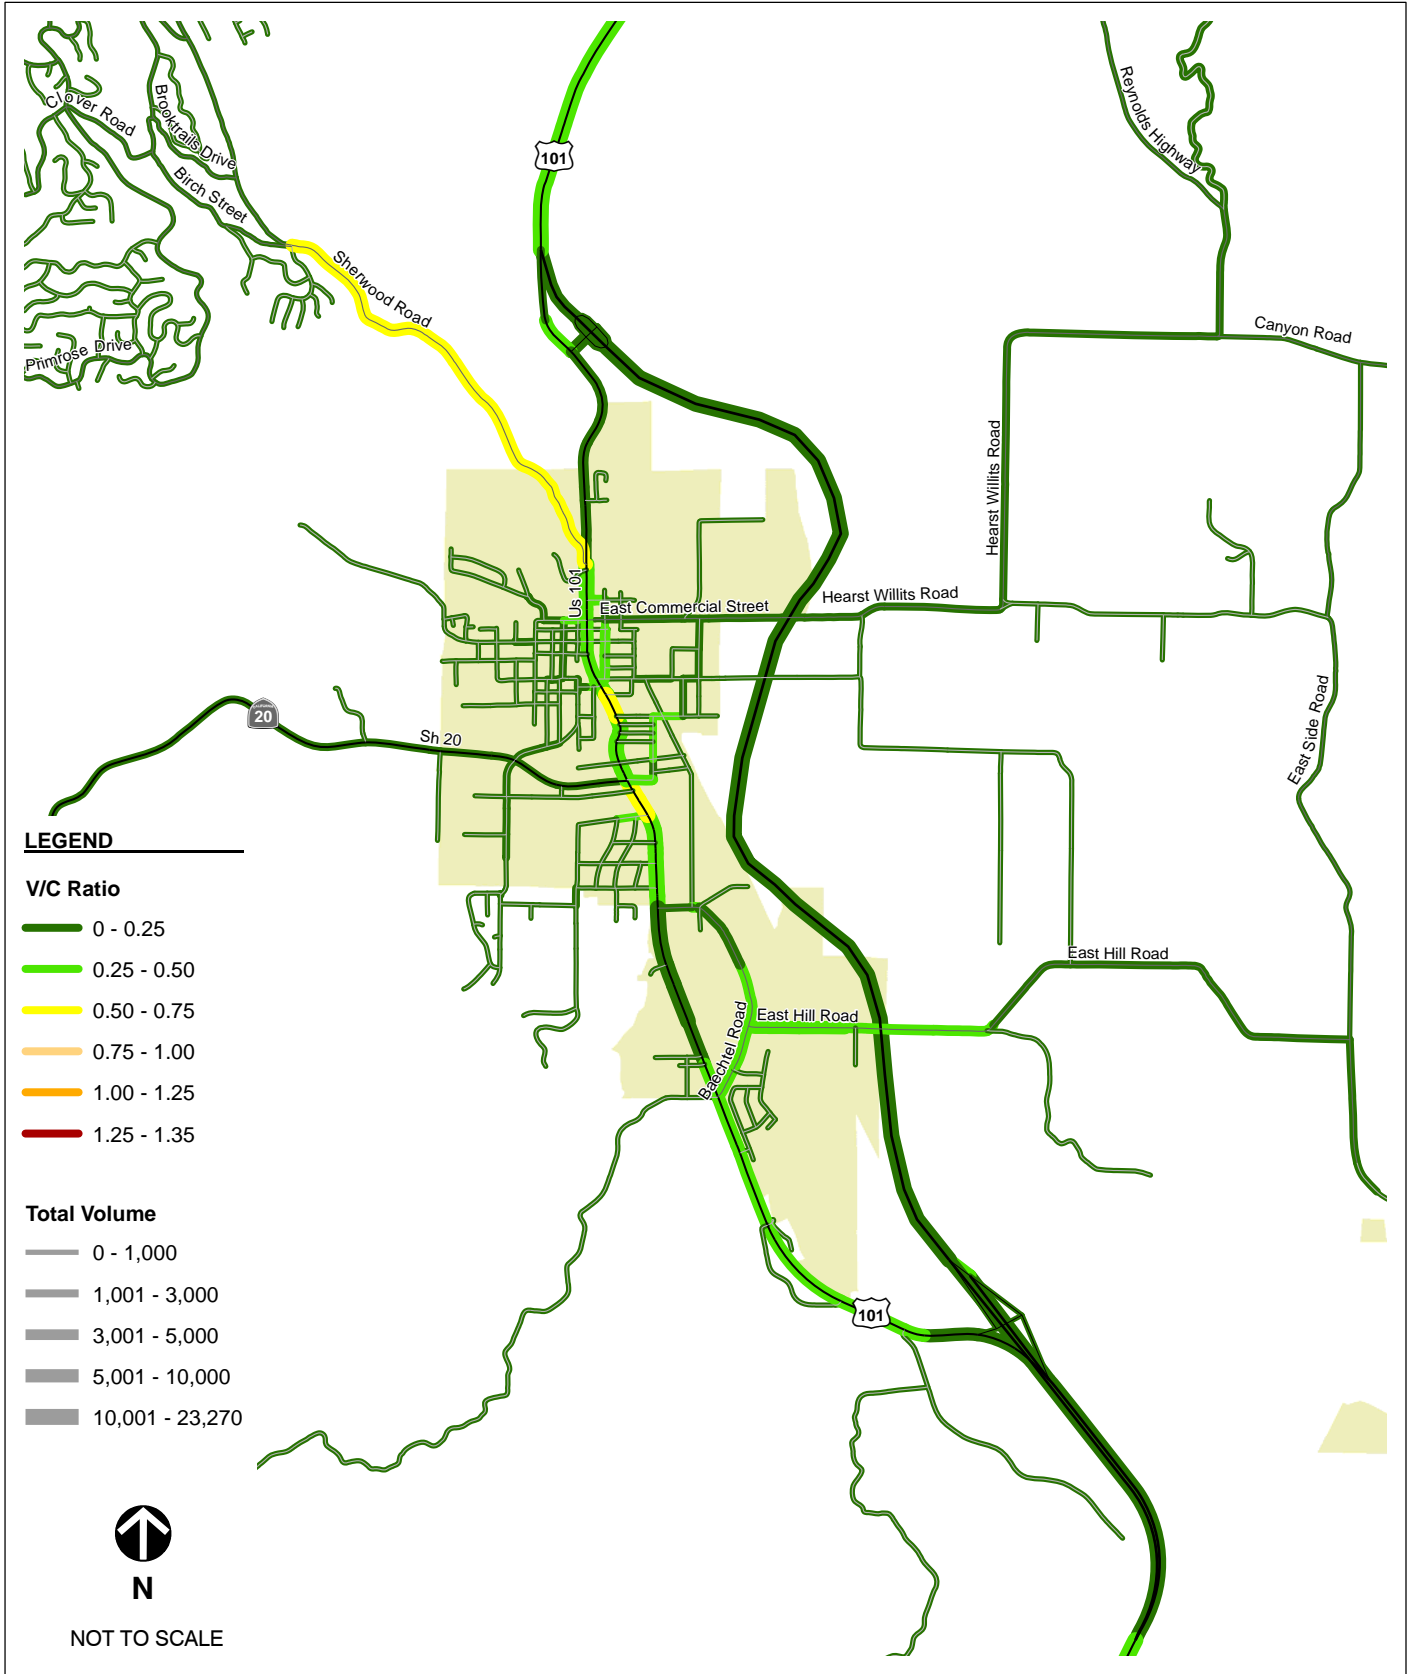 Clover Road
Brooktrails Drive
Birch Street
Sherwood Road
Primrose Drive
101
Reynolds Highway
Canyon Road
Hearst Willits Road
Hearst Willits Road
Us 101
East Commercial Street
East Side Road
CALIFORNIA
20
Sh 20
East Hill Road
East Hill Road
Baechtel Road
101
LEGEND
V/C Ratio
0 - 0.25
0.25 - 0.50
0.50 - 0.75
0.75 - 1.00
1.00 - 1.25
1.25 - 1.35
Total Volume
0 - 1,000
1,001 - 3,000
3,001 - 5,000
5,001 - 10,000
10,001 - 23,270
N
NOT TO SCALE